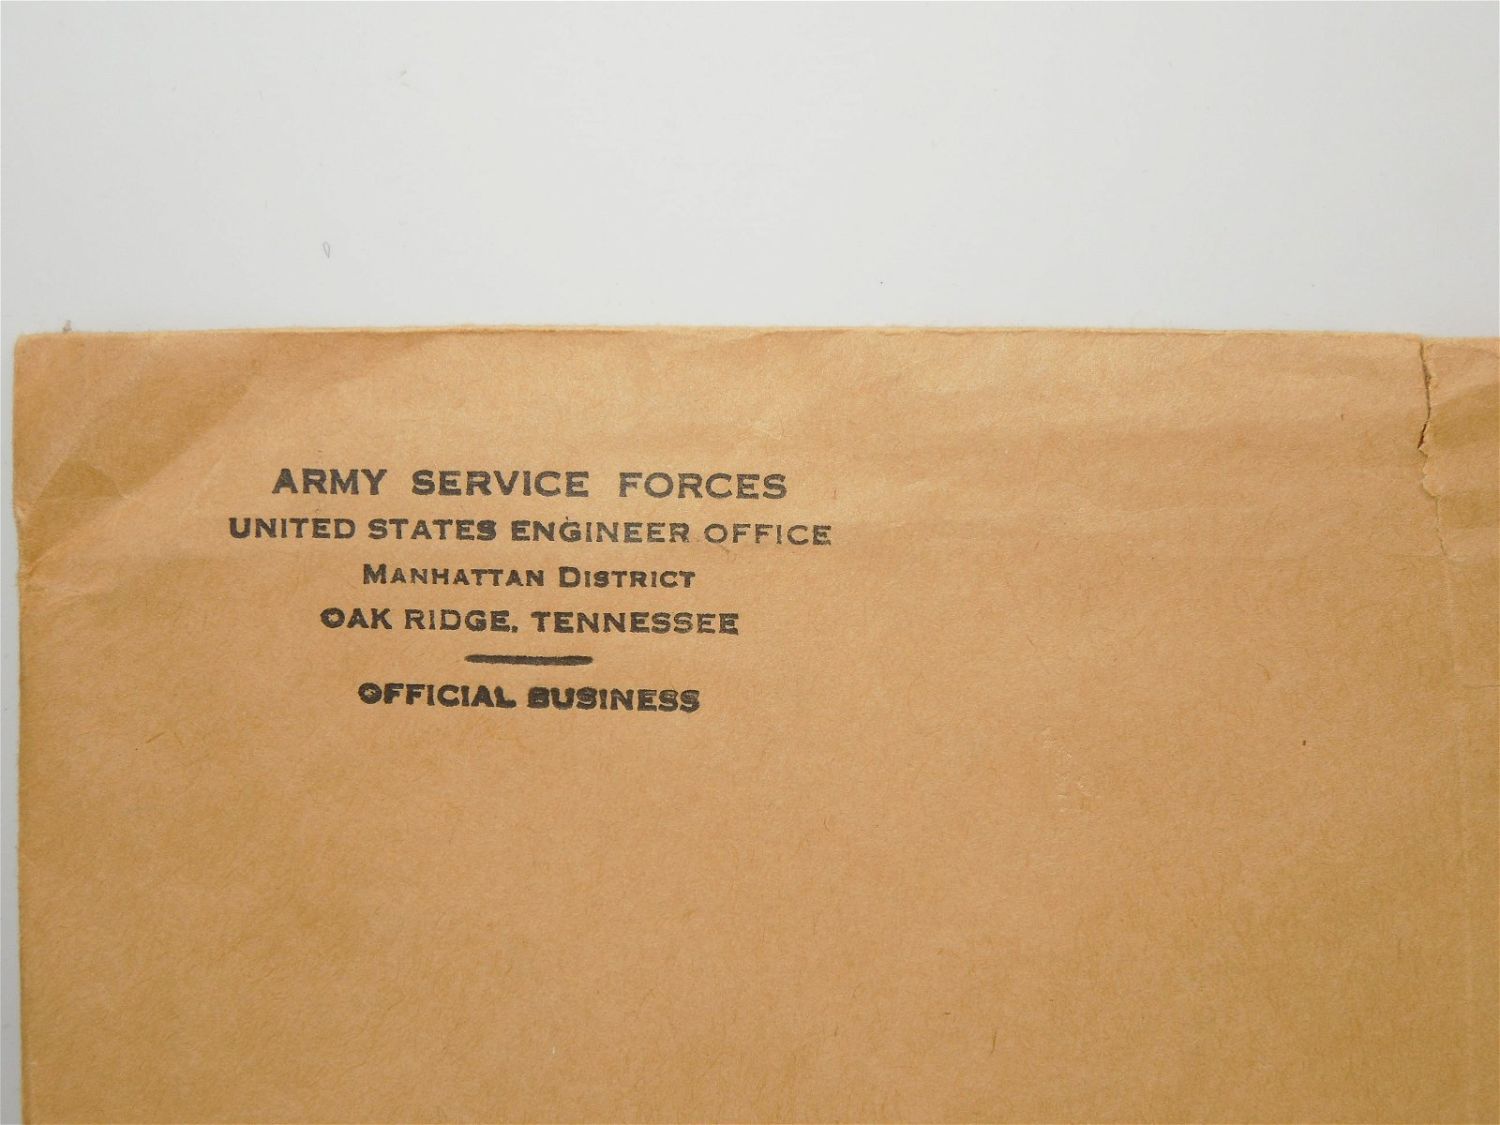 ARMY SERVICE FORCES
UNITED STATES ENGINEER OFFICE
MANHATTAN DISTRICT
OAK RIDGE, TENNESSEE
OFFICIAL BUSINESS